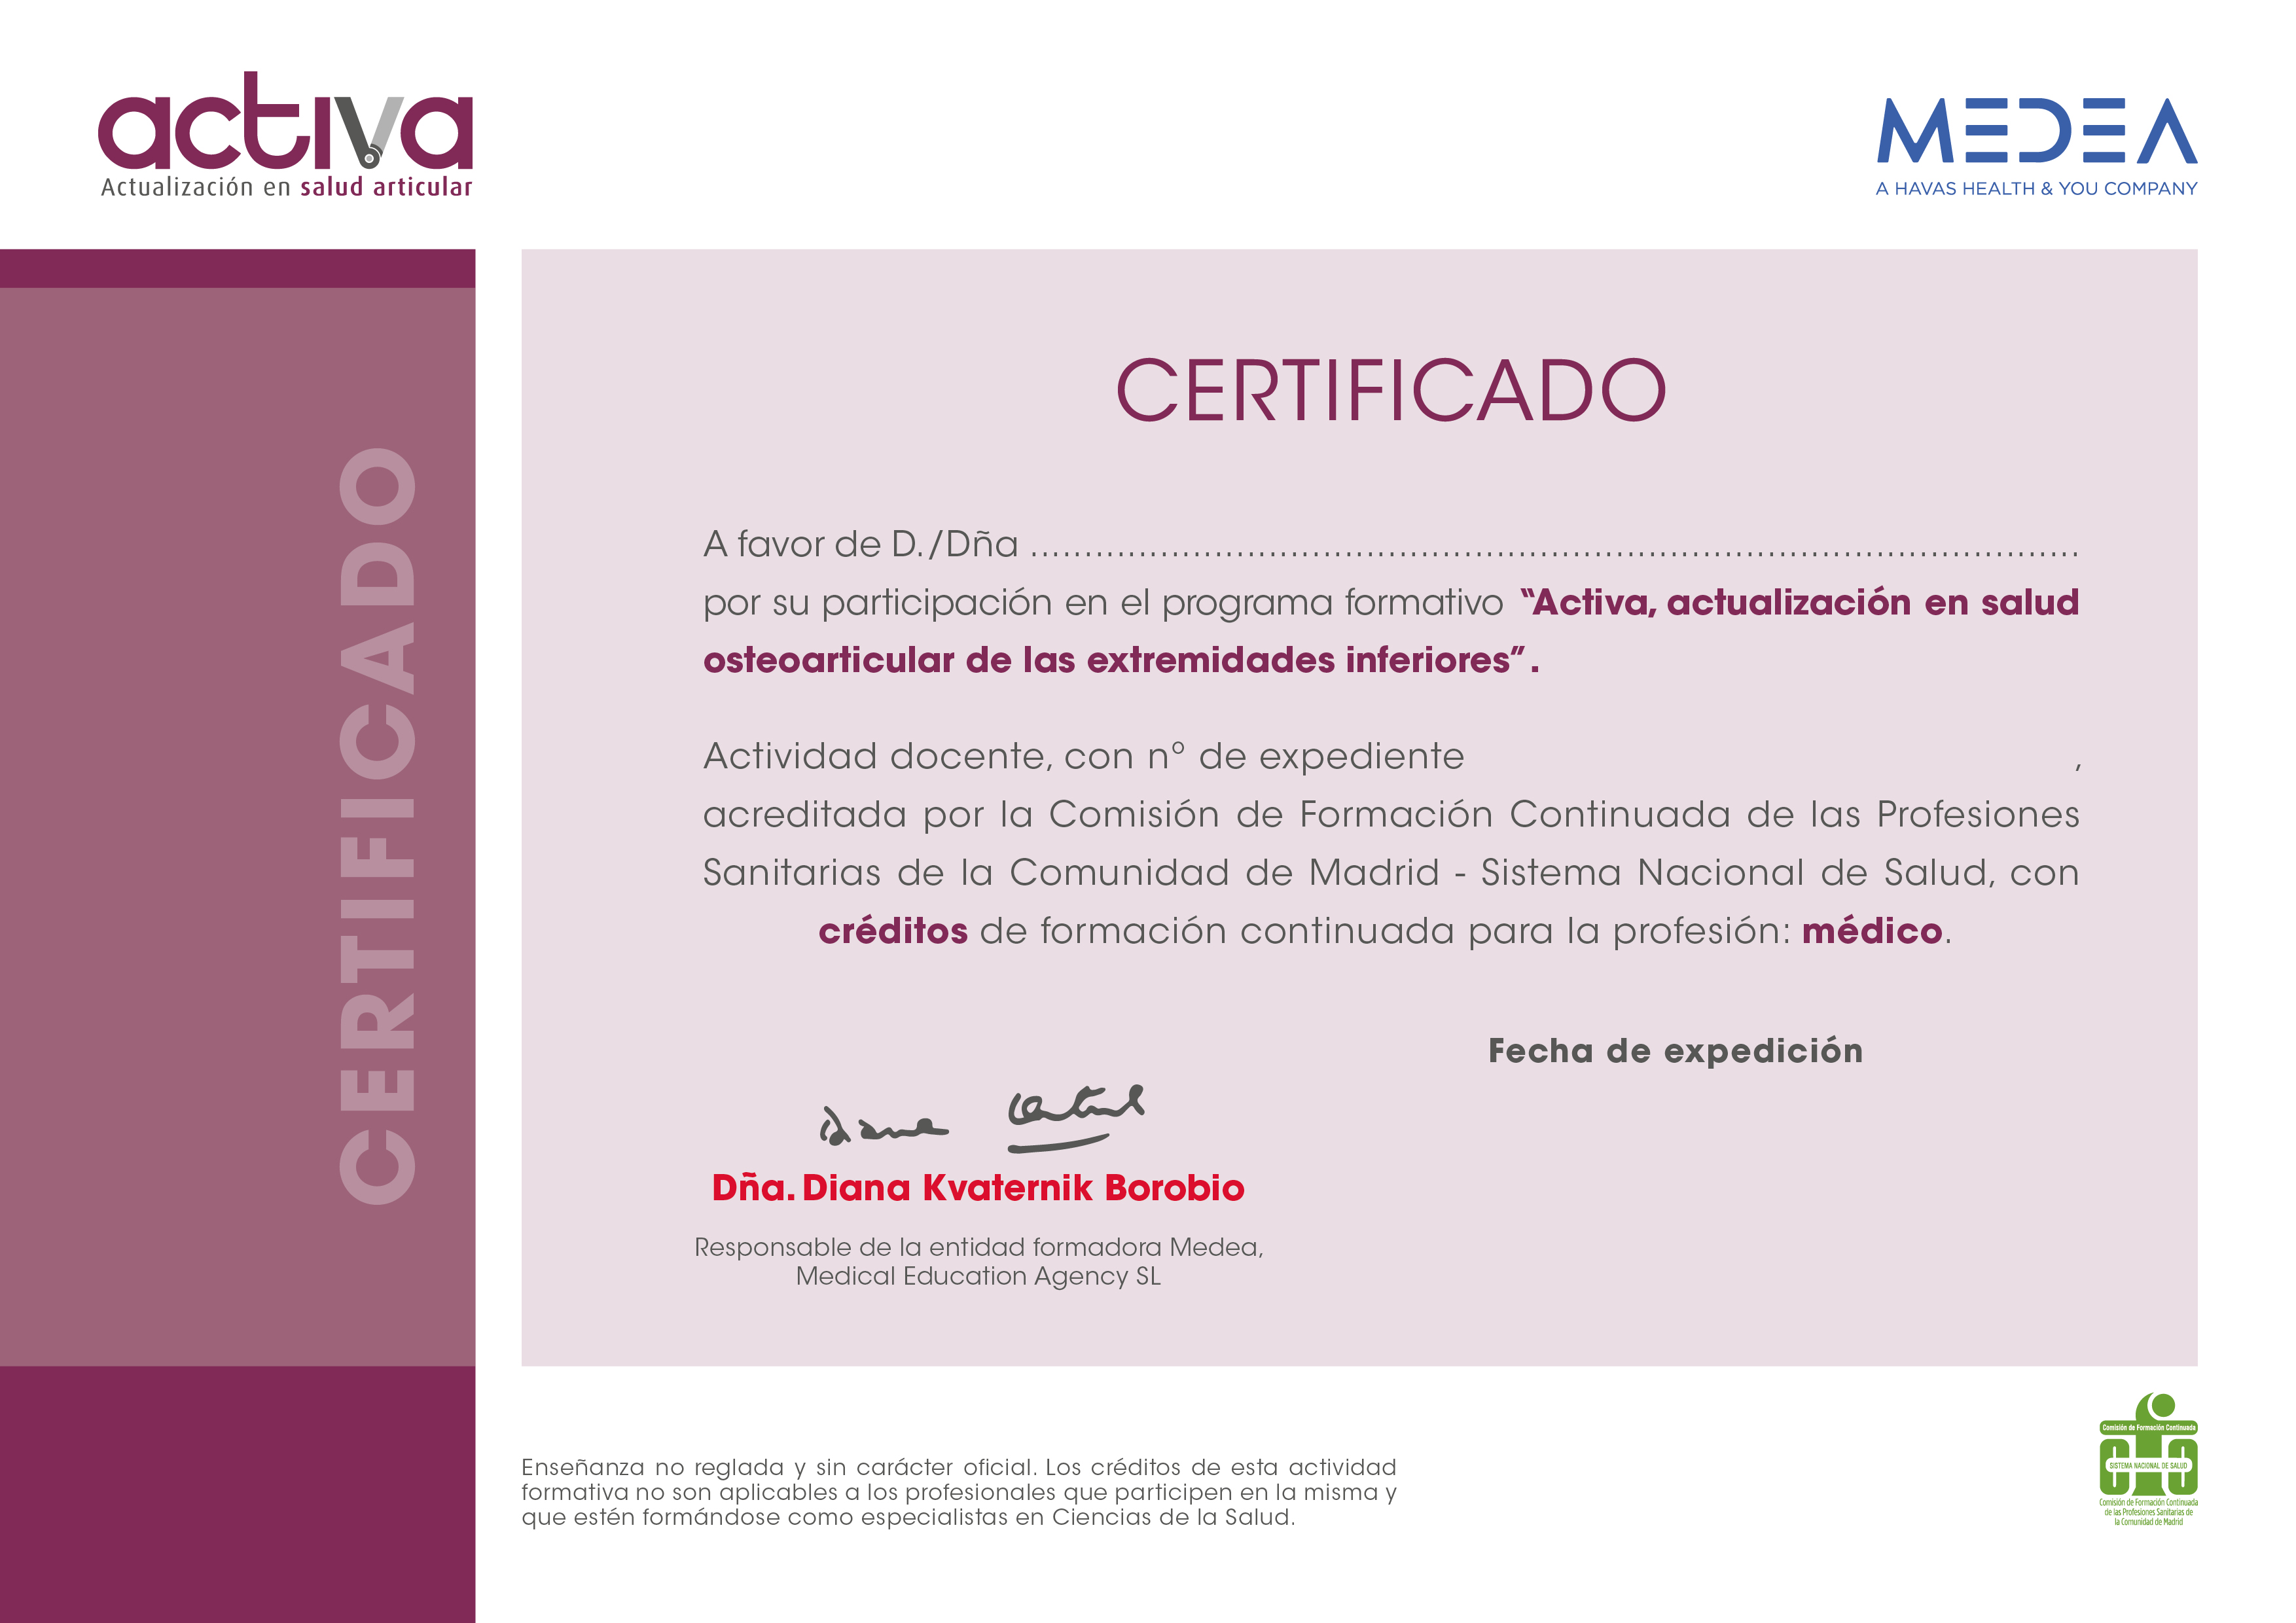 activa
Actualización en salud articular
MEDEA
A HAVAS HEALTH & YOU COMPANY
CERTIFICADO
CERTIFICADO
A favor de D./Dña ................................................................................................
por su participación en el programa formativo “Activa, actualización en salud
osteoarticular de las extremidades inferiores”.
Actividad docente, con nº de expediente ,
acreditada por la Comisión de Formación Continuada de las Profesiones
Sanitarias de la Comunidad de Madrid - Sistema Nacional de Salud, con
créditos de formación continuada para la profesión: médico.
Fecha de expedición
Dña. Diana Kvaternik Borobio
Responsable de la entidad formadora Medea,
Medical Education Agency SL
Enseñanza no reglada y sin carácter oficial. Los créditos de esta actividad
formativa no son aplicables a los profesionales que participen en la misma y
que estén formándose como especialistas en Ciencias de la Salud.
Comisión de Formación Continuada
SISTEMA NACIONAL DE SALUD
Comisión de Formación Continuada
de las Profesiones Sanitarias de
la Comunidad de Madrid